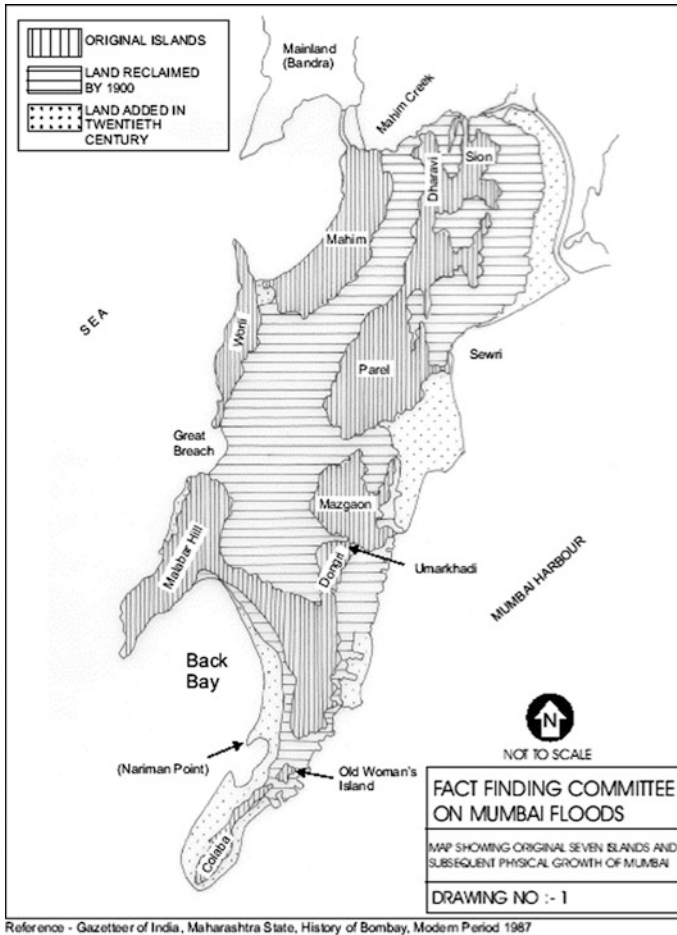 ORIGINAL ISLANDS
LAND RECLAIMED
BY 1900
LAND ADDED IN
TWENTIETH
CENTURY
Mainland
(Bandra)
Mahim Creek
Sion
Dharavi
Mahim
SEA
Worli
Sewri
Parel
Great
Breach
Mazgaon
Malabar Hill
Dongri
Umarkhadi
MUMBAI HARBOUR
Back
Bay
N
NOT TO SCALE
(Nariman Point)
Old Woman's
Island
Colaba
FACT FINDING COMMITTEE
ON MUMBAI FLOODS
MAP SHOWING ORIGINAL SEVEN ISLANDS AND
SUBSEQUENT PHYSICAL GROWTH OF MUMBAI
DRAWING NO :- 1
Reference - Gazetteer of India, Maharashtra State, History of Bombay, Modern Period 1987